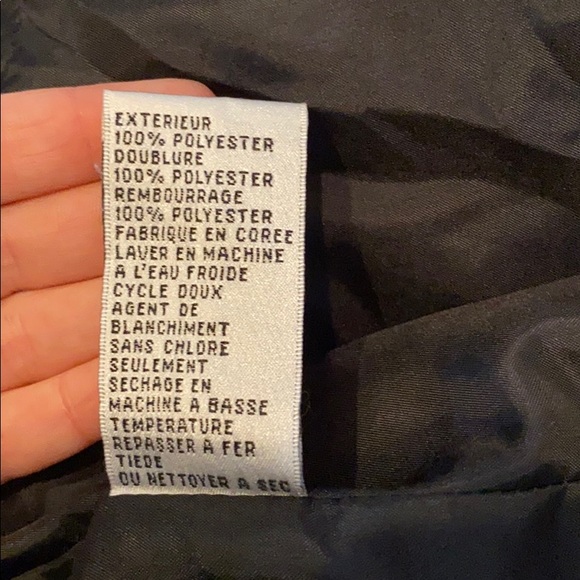 EXTERIEUR
100% POLYESTER
DOUBLURE
100% POLYESTER
REMBOURRAGE
100% POLYESTER
FABRIQUE EN COREE
LAVER EN MACHINE
A L'EAU FROIDE
CYCLE DOUX
AGENT DE
BLANCHIMENT
SANS CHLORE
SEULEMENT
SECHAGE EN
MACHINE A BASSE
TEMPERATURE
REPASSER A FER
TIEDE
OU NETTOYER A SEC